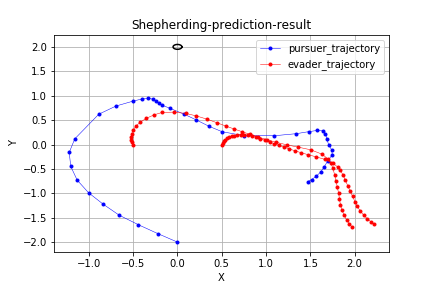 Shepherding-prediction-result
pursuer_trajectory
evader_trajectory
Y
2.0
1.5
1.0
0.5
0.0
−0.5
−1.0
−1.5
−2.0
−1.0 −0.5 0.0 0.5 1.0 1.5 2.0
X